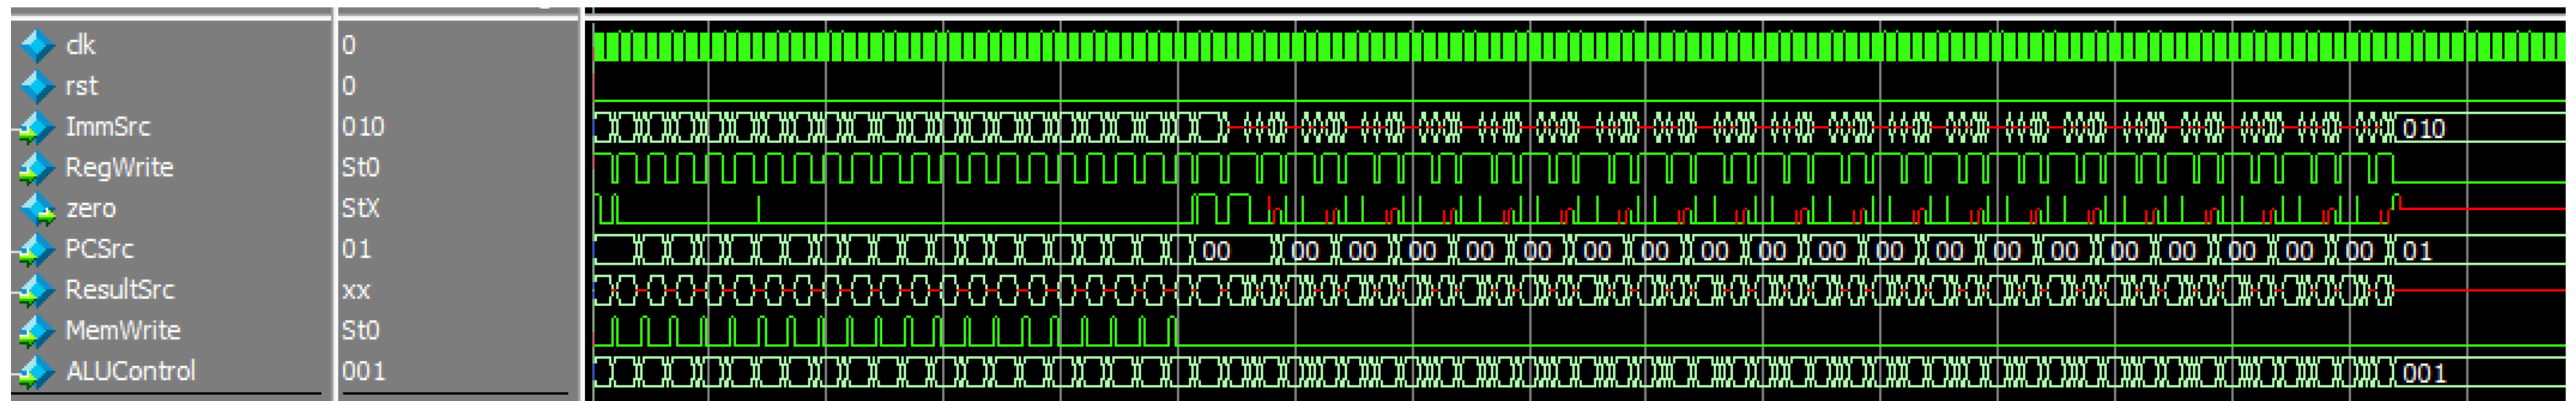 clk 0
rst 0
ImmSrc 010 010
RegWrite St0
zero StX
PCSrc 01 00 00 00 00 00 00 00 00 00 00 00 00 00 00 00 00 00 00 00 00 01
ResultSrc xx
MemWrite St0
ALUControl 001 001